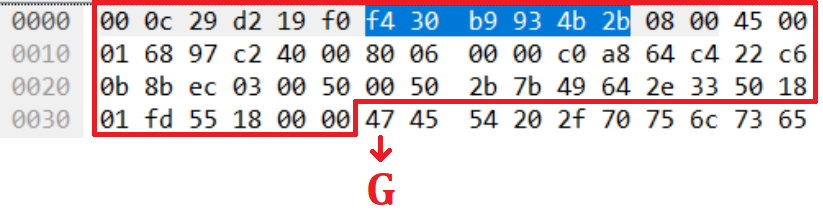 0000 00 0c 29 d2 19 f0 f4 30 b9 93 4b 2b 08 00 45 00
0010 01 68 97 c2 40 00 80 06 00 00 c0 a8 64 c4 22 c6
0020 0b 8b ec 03 00 50 00 50 2b 7b 49 64 2e 33 50 18
0030 01 fd 55 18 00 00 47 45 54 20 2f 70 75 6c 73 65
G